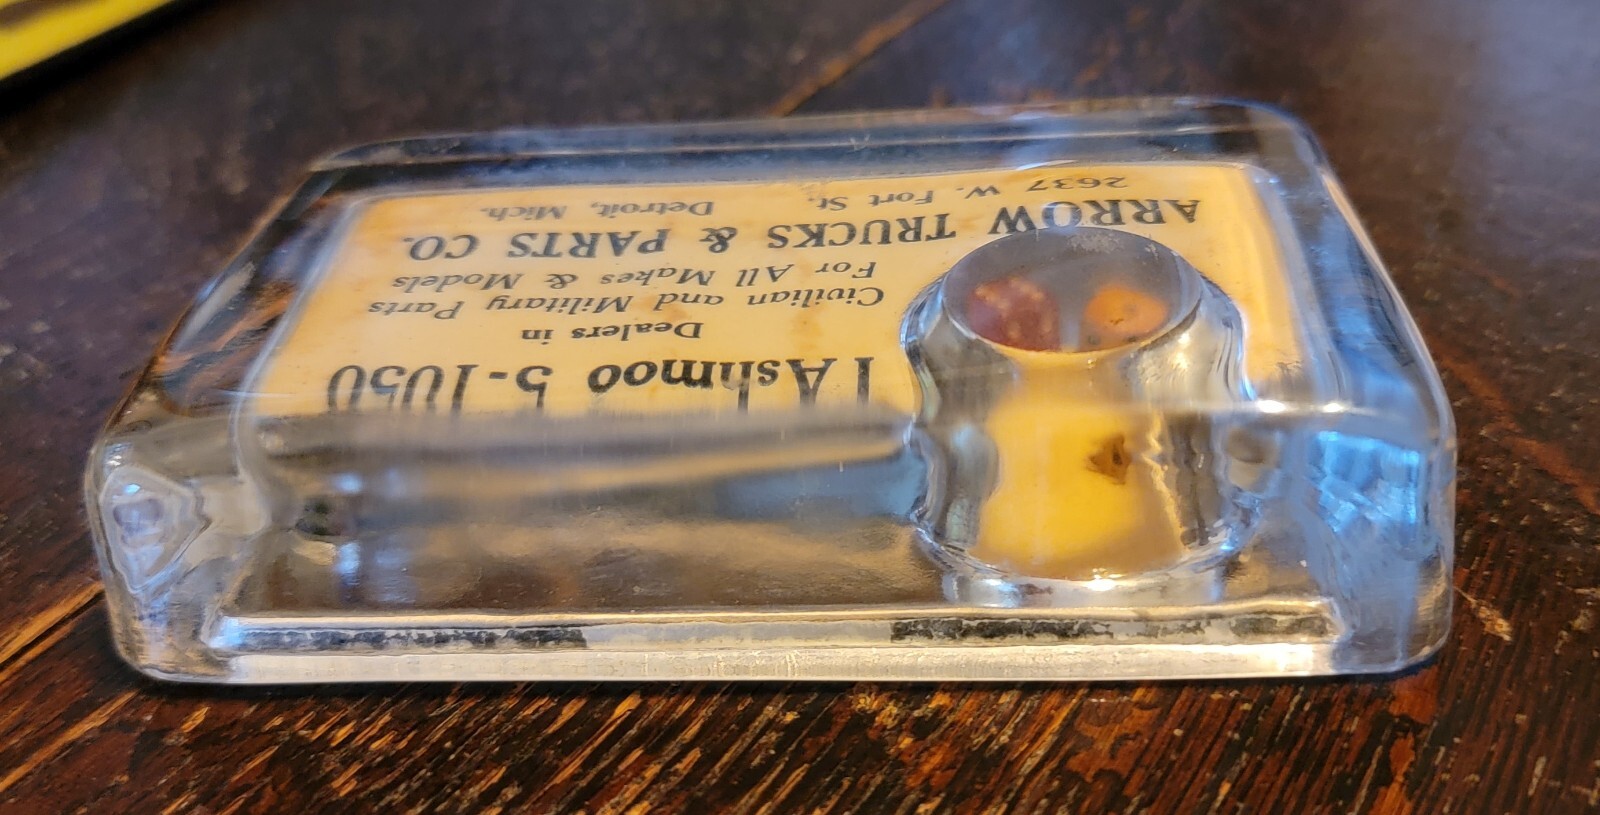 TAshmoo 5-1050
Dealers in
Civilian and Military Parts
For All Makes & Models
ARROW TRUCKS & PARTS CO.
2637 W. Fort St. Detroit, Mich.